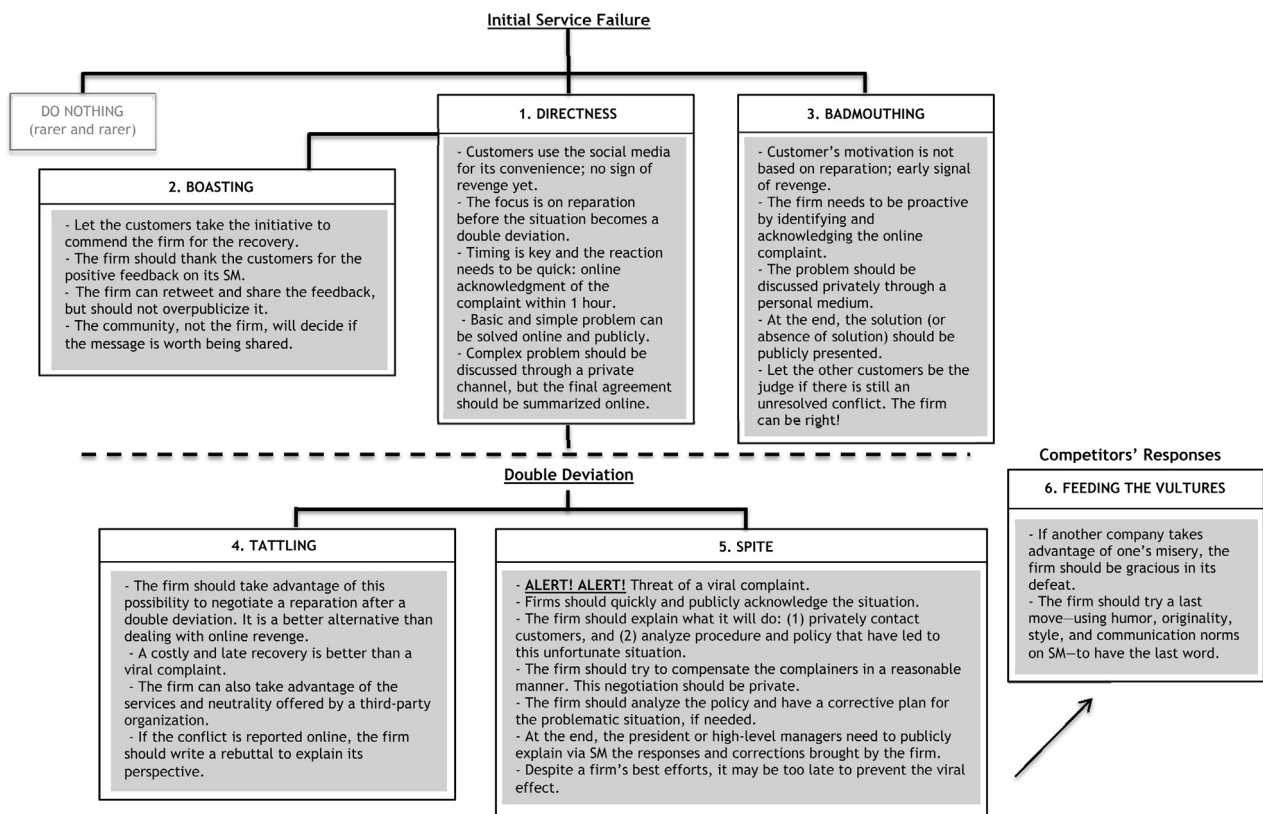 Initial Service Failure
DO NOTHING
(rarer and rarer)
1. DIRECTNESS
- Customers use the social media
for its convenience; no sign of
revenge yet.
- The focus is on reparation
before the situation becomes a
double deviation.
- Timing is key and the reaction
needs to be quick: online
acknowledgment of the
complaint within 1 hour.
- Basic and simple problem can
be solved online and publicly.
- Complex problem should be
discussed through a private
channel, but the final agreement
should be summarized online.
2. BOASTING
- Let the customers take the initiative to
commend the firm for the recovery.
- The firm should thank the customers for the
positive feedback on its SM.
- The firm can retweet and share the feedback,
but should not overpublicize it.
- The community, not the firm, will decide if
the message is worth being shared.
3. BADMOUTHING
- Customer’s motivation is not
based on reparation; early signal
of revenge.
- The firm needs to be proactive
by identifying and
acknowledging the online
complaint.
- The problem should be
discussed privately through a
personal medium.
- At the end, the solution (or
absence of solution) should be
publicly presented.
- Let the other customers be the
judge if there is still an
unresolved conflict. The firm
can be right!
Double Deviation
4. TATTLING
- The firm should take advantage of this
possibility to negotiate a reparation after a
double deviation. It is a better alternative than
dealing with online revenge.
- A costly and late recovery is better than a
viral complaint.
- The firm can also take advantage of the
services and neutrality offered by a third-party
organization.
- If the conflict is reported online, the firm
should write a rebuttal to explain its
perspective.
5. SPITE
- ALERT! ALERT! Threat of a viral complaint.
- Firms should quickly and publicly acknowledge the situation.
- The firm should explain what it will do: (1) privately contact
customers, and (2) analyze procedure and policy that have led to
this unfortunate situation.
- The firm should try to compensate the complainers in a reasonable
manner. This negotiation should be private.
- The firm should analyze the policy and have a corrective plan for
the problematic situation, if needed.
- At the end, the president or high-level managers need to publicly
explain via SM the responses and corrections brought by the firm.
- Despite a firm’s best efforts, it may be too late to prevent the viral
effect.
Competitors’ Responses
6. FEEDING THE VULTURES
- If another company takes
advantage of one’s misery, the
firm should be gracious in its
defeat.
- The firm should try a last
move—using humor, originality,
style, and communication norms
on SM—to have the last word.